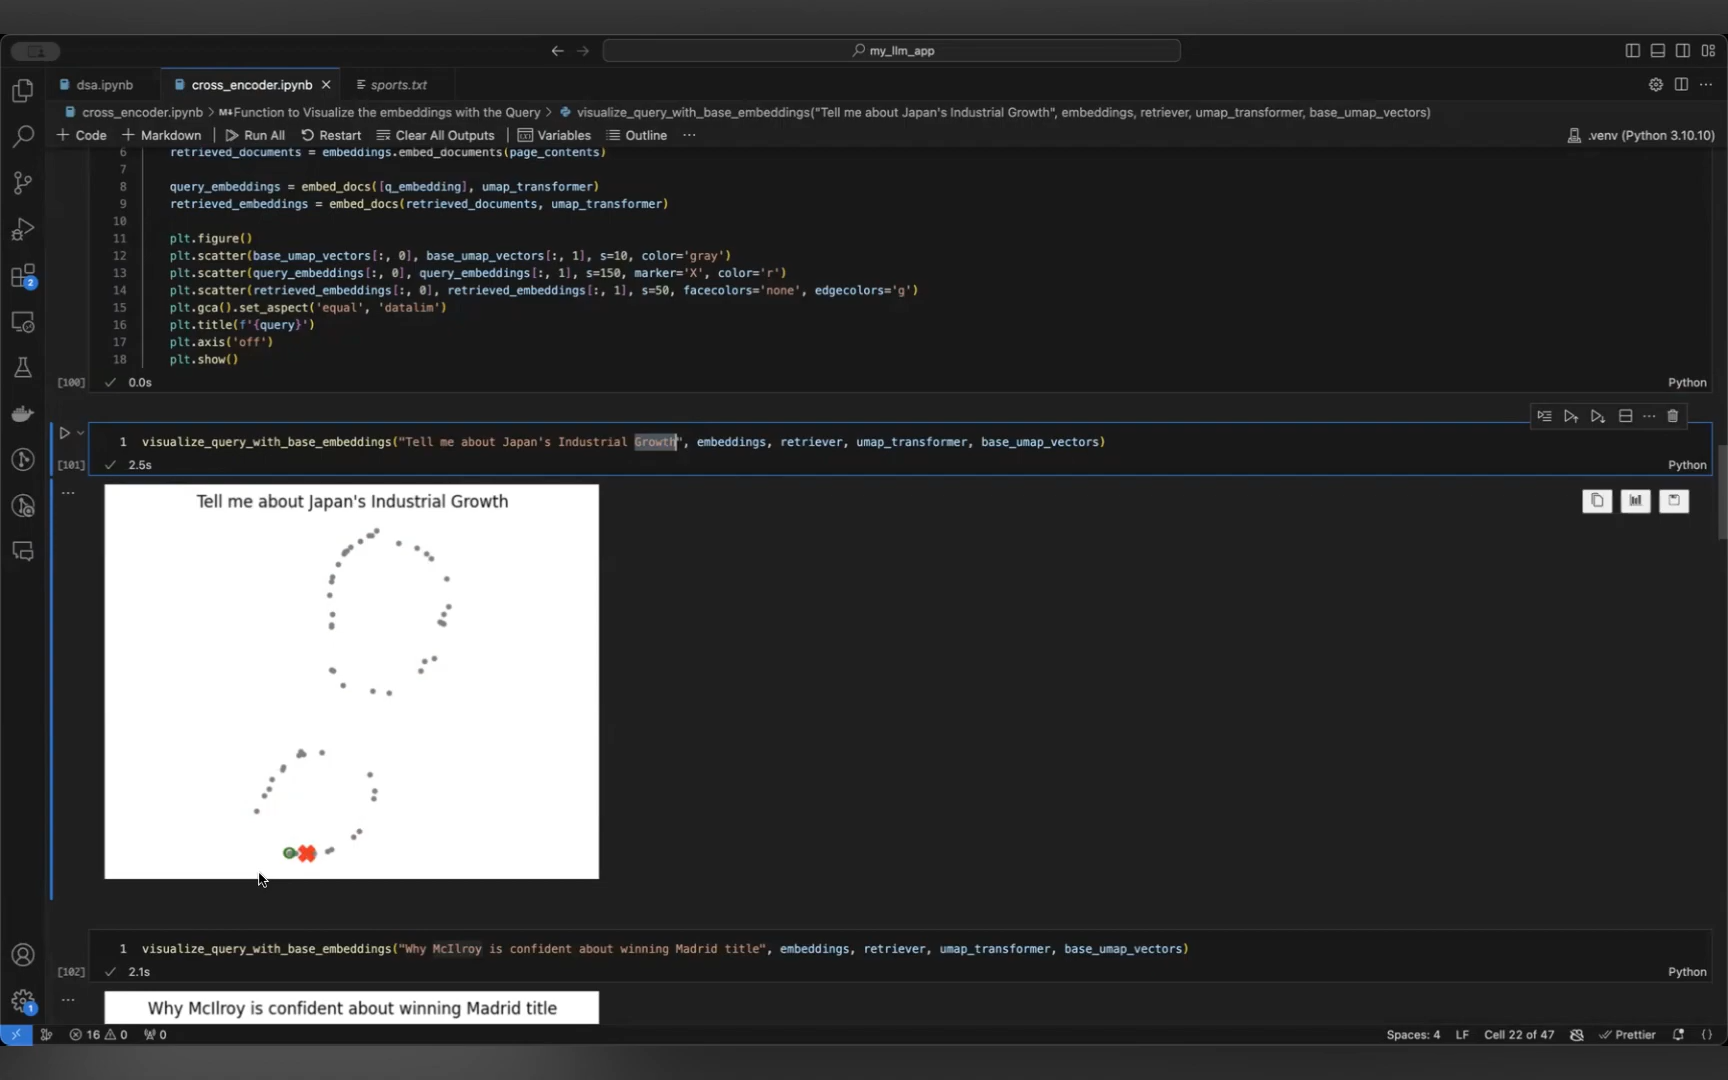 my_llm_app
dsa.ipynb
cross_encoder.ipynb
sports.txt
cross_encoder.ipynb > M↓Function to Visualize the embeddings with the Query > visualize_query_with_base_embeddings("Tell me about Japan's Industrial Growth", embeddings, retriever, umap_transformer, base_umap_vectors)
+ Code + Markdown Run All Restart Clear All Outputs Variables Outline ...
.venv (Python 3.10.10)
6 retrieved_documents = embeddings.embed_documents(page_contents)
7
8 query_embeddings = embed_docs([q_embedding], umap_transformer)
9 retrieved_embeddings = embed_docs(retrieved_documents, umap_transformer)
10
11 plt.figure()
12 plt.scatter(base_umap_vectors[:, 0], base_umap_vectors[:, 1], s=10, color='gray')
13 plt.scatter(query_embeddings[:, 0], query_embeddings[:, 1], s=150, marker='X', color='r')
14 plt.scatter(retrieved_embeddings[:, 0], retrieved_embeddings[:, 1], s=50, facecolors='none', edgecolors='g')
15 plt.gca().set_aspect('equal', 'datalim')
16 plt.title(f'{query}')
17 plt.axis('off')
18 plt.show()
[100] 0.0s Python
1 visualize_query_with_base_embeddings("Tell me about Japan's Industrial Growth", embeddings, retriever, umap_transformer, base_umap_vectors)
[101] 2.5s Python
Tell me about Japan's Industrial Growth
1 visualize_query_with_base_embeddings("Why McIlroy is confident about winning Madrid title", embeddings, retriever, umap_transformer, base_umap_vectors)
[102] 2.1s Python
Why McIlroy is confident about winning Madrid title
2
1
16 0 0 Spaces: 4 LF Cell 22 of 47 Prettier {}